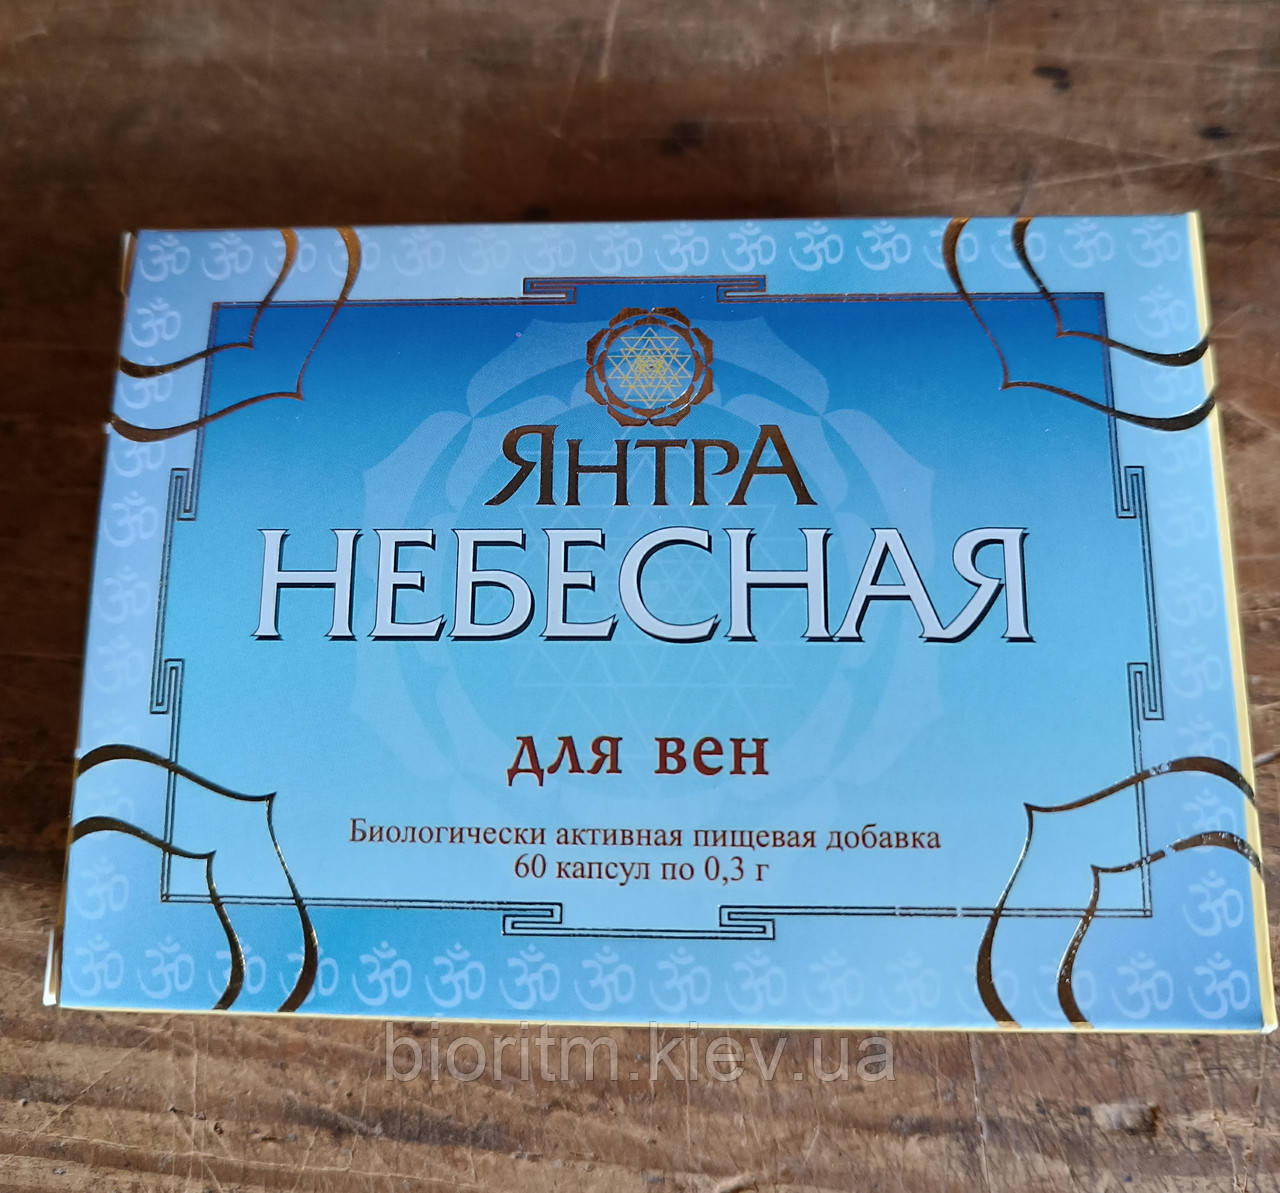 ЯНТРА
НЕБЕСНАЯ
для вен
Биологически активная пищевая добавка
60 капсул по 0,3 г
bioritm.kiev.ua